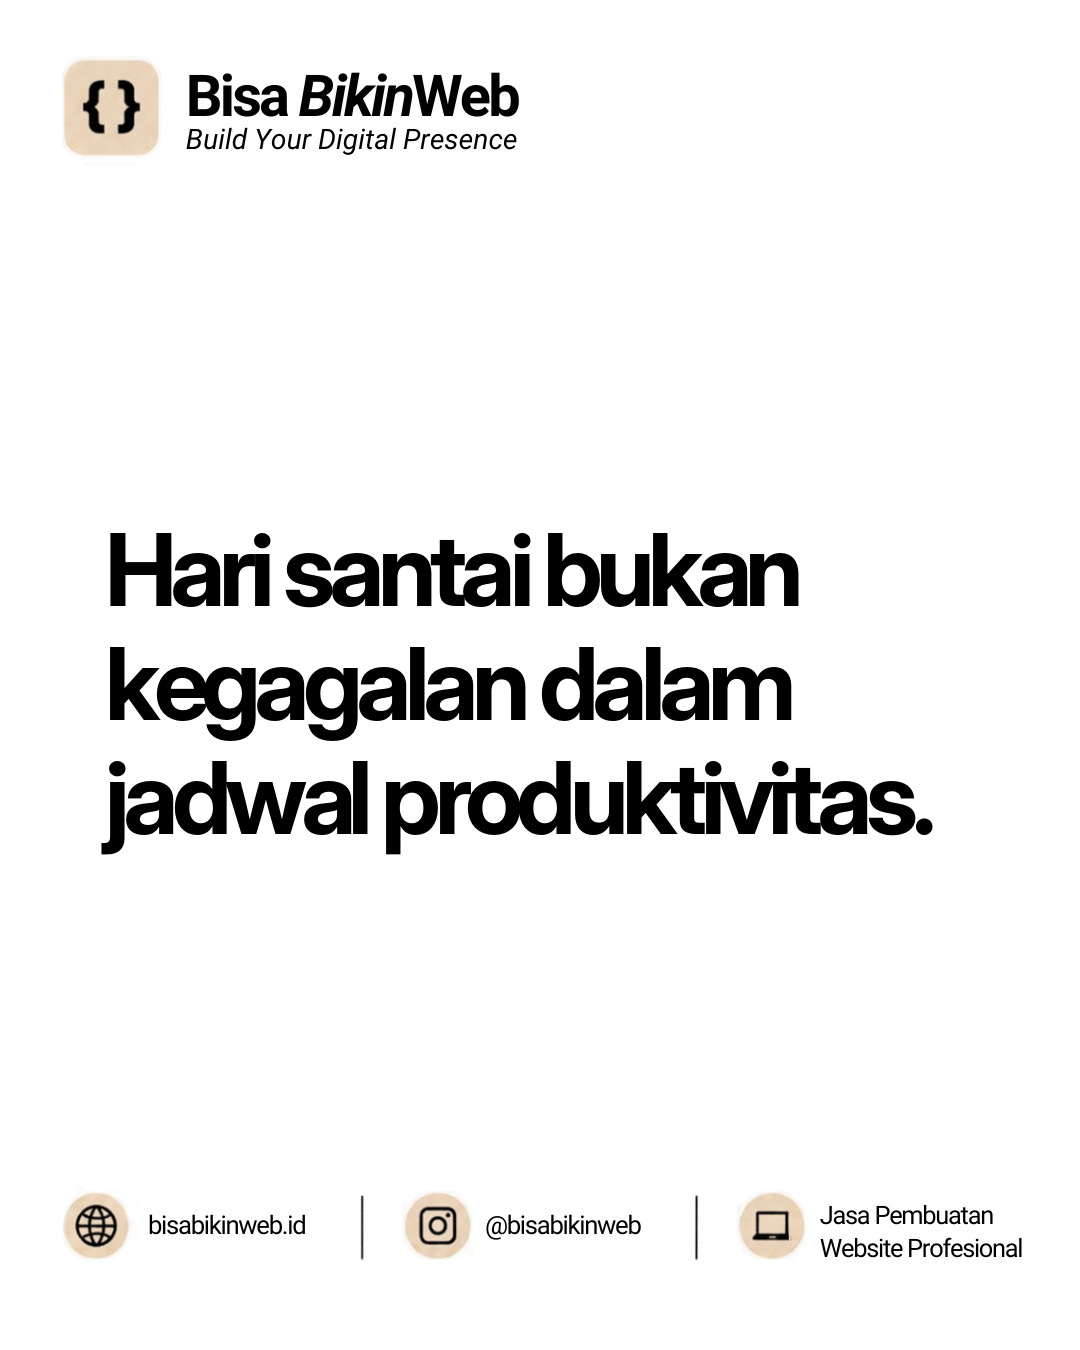 { }
Bisa BikinWeb
Build Your Digital Presence
Hari santai bukan
kegagalan dalam
jadwal produktivitas.
bisabikinweb.id
@bisabikinweb
Jasa Pembuatan
Website Profesional